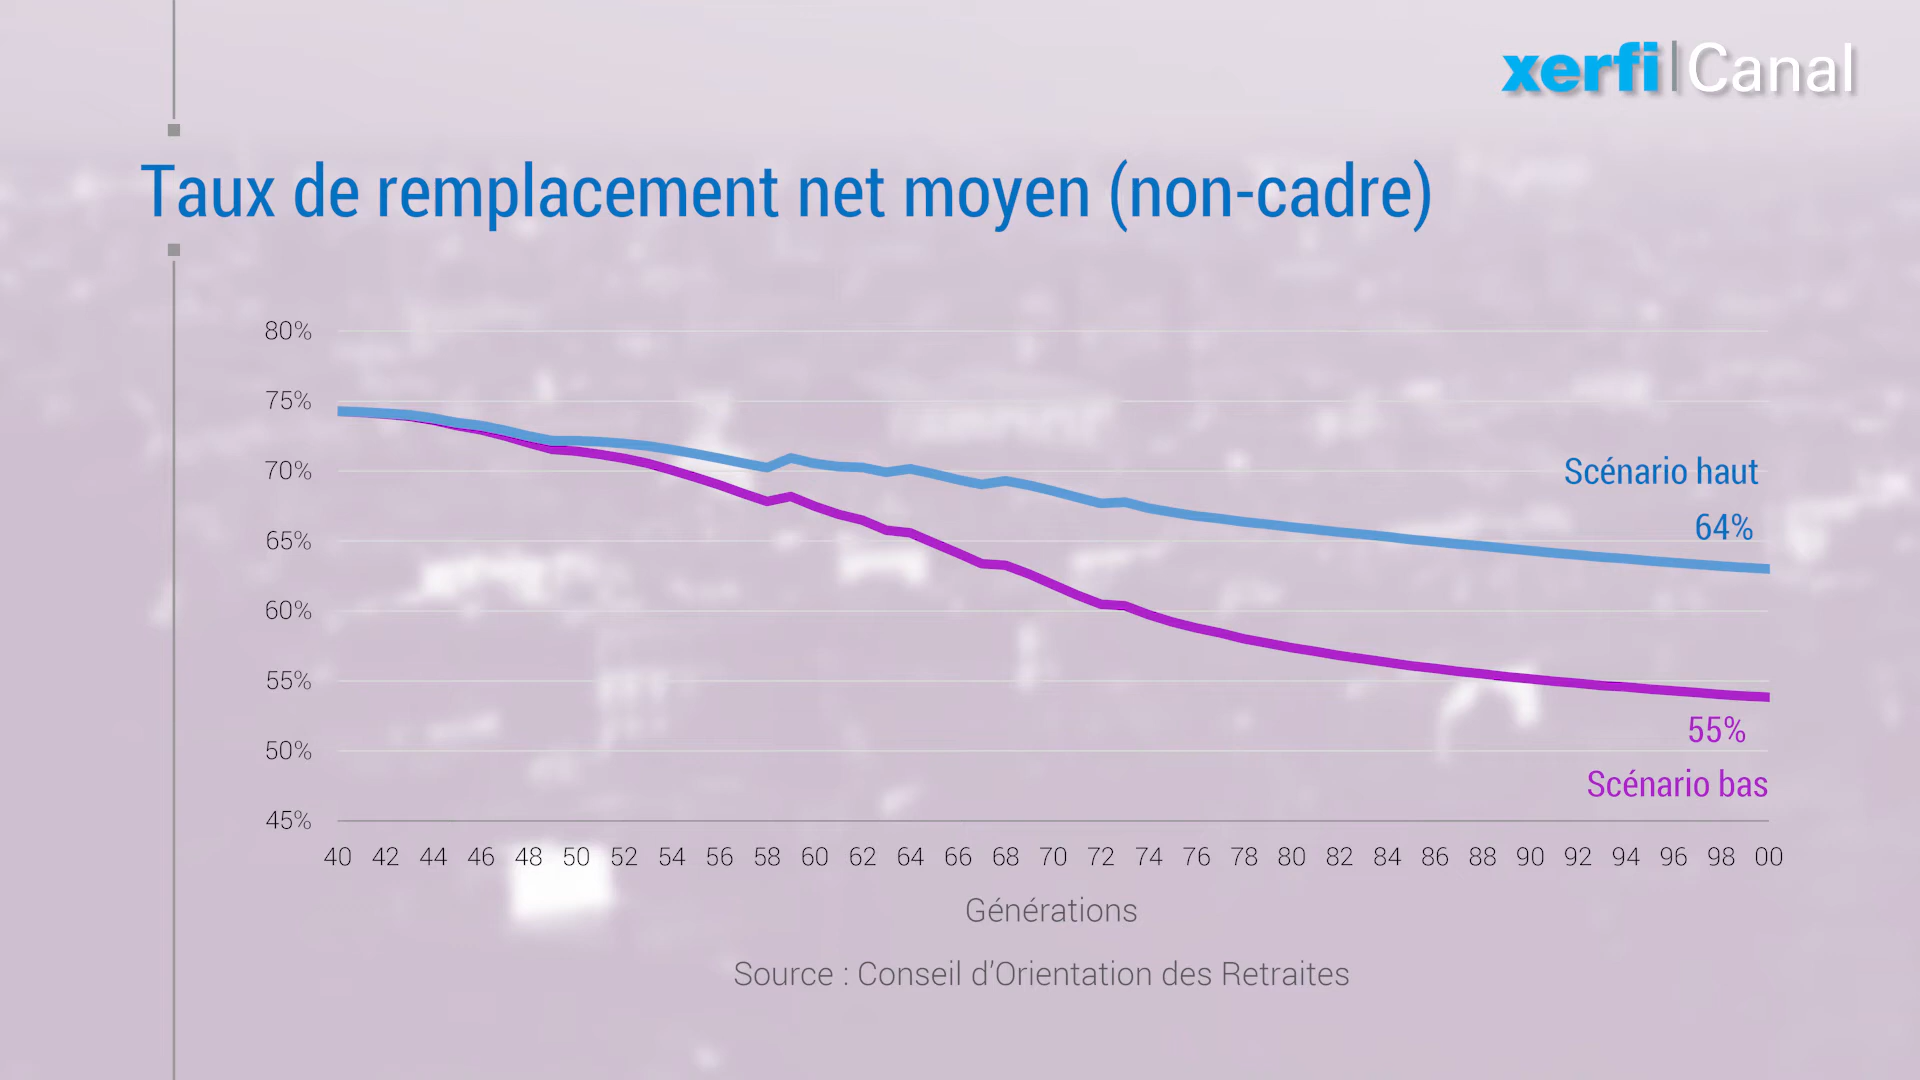 xerfi Canal
Taux de remplacement net moyen (non-cadre)
80%
75%
70%
65%
60%
55%
50%
45%
Scénario haut
64%
55%
Scénario bas
40 42 44 46 48 50 52 54 56 58 60 62 64 66 68 70 72 74 76 78 80 82 84 86 88 90 92 94 96 98 00
Générations
Source : Conseil d’Orientation des Retraites